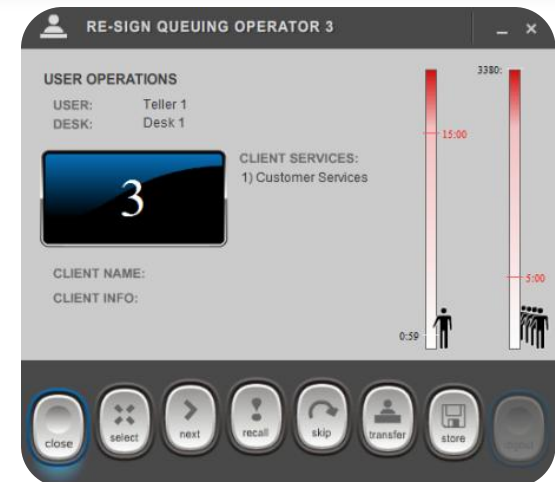 RE-SIGN QUEUING OPERATOR 3
USER OPERATIONS
USER: Teller 1
DESK: Desk 1
3380:
15:00
CLIENT SERVICES:
1) Customer Services
3
CLIENT NAME:
CLIENT INFO:
5:00
0:59
close
select
next
recall
skip
transfer
store